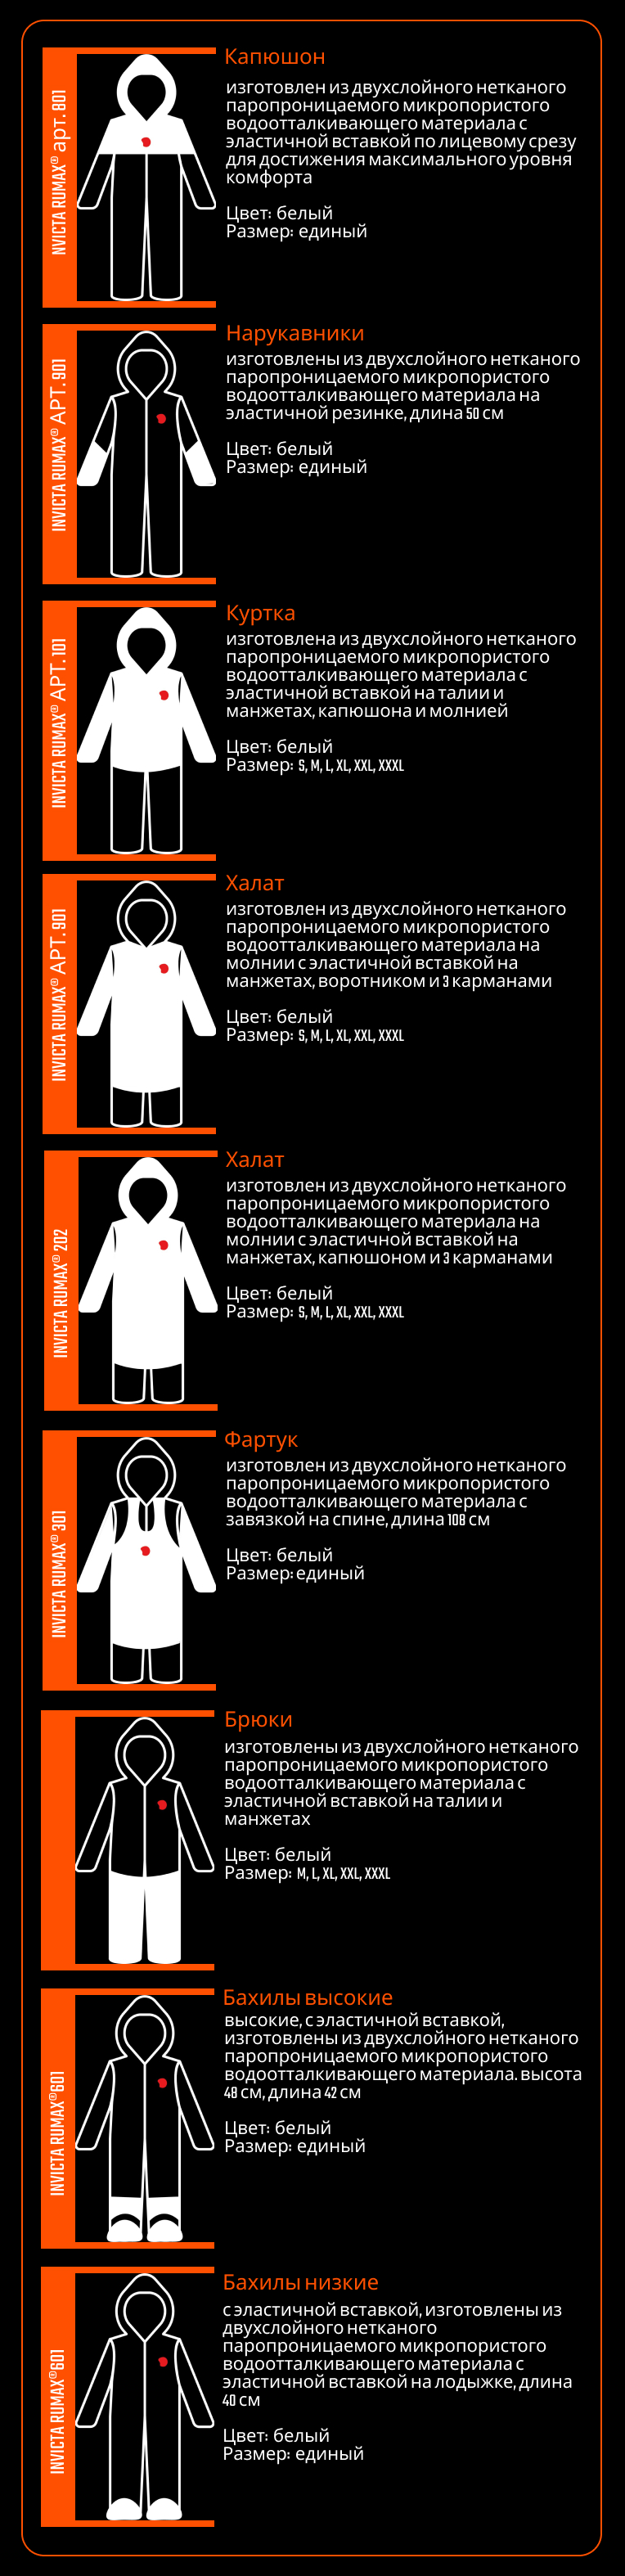 Капюшон
NVICTA RUMAX® арт. 801
изготовлен из двухслойного нетканого
паропроницаемого микропористого
водоотталкивающего материала с
эластичной вставкой по лицевому срезу
для достижения максимального уровня
комфорта
Цвет: белый
Размер: единый
Нарукавники
INVICTA RUMAX® АРТ. 901
изготовлены из двухслойного нетканого
паропроницаемого микропористого
водоотталкивающего материала на
эластичной резинке, длина 50 см
Цвет: белый
Размер: единый
Куртка
INVICTA RUMAX® АРТ. 101
изготовлена из двухслойного нетканого
паропроницаемого микропористого
водоотталкивающего материала с
эластичной вставкой на талии и
манжетах, капюшона и молнией
Цвет: белый
Размер: S, M, L, XL, XXL, XXXL
Халат
INVICTA RUMAX® АРТ. 901
изготовлен из двухслойного нетканого
паропроницаемого микропористого
водоотталкивающего материала на
молнии с эластичной вставкой на
манжетах, воротником и 3 карманами
Цвет: белый
Размер: S, M, L, XL, XXL, XXXL
Халат
INVICTA RUMAX® 202
изготовлен из двухслойного нетканого
паропроницаемого микропористого
водоотталкивающего материала на
молнии с эластичной вставкой на
манжетах, капюшоном и 3 карманами
Цвет: белый
Размер: S, M, L, XL, XXL, XXXL
Фартук
INVICTA RUMAX® 301
изготовлен из двухслойного нетканого
паропроницаемого микропористого
водоотталкивающего материала с
завязкой на спине, длина 108 см
Цвет: белый
Размер: единый
Брюки
изготовлены из двухслойного нетканого
паропроницаемого микропористого
водоотталкивающего материала с
эластичной вставкой на талии и
манжетах
Цвет: белый
Размер: M, L, XL, XXL, XXXL
Бахилы высокие
INVICTA RUMAX®601
высокие, с эластичной вставкой,
изготовлены из двухслойного нетканого
паропроницаемого микропористого
водоотталкивающего материала. высота
48 см, длина 42 см
Цвет: белый
Размер: единый
Бахилы низкие
INVICTA RUMAX®601
с эластичной вставкой, изготовлены из
двухслойного нетканого
паропроницаемого микропористого
водоотталкивающего материала с
эластичной вставкой на лодыжке, длина
40 см
Цвет: белый
Размер: единый